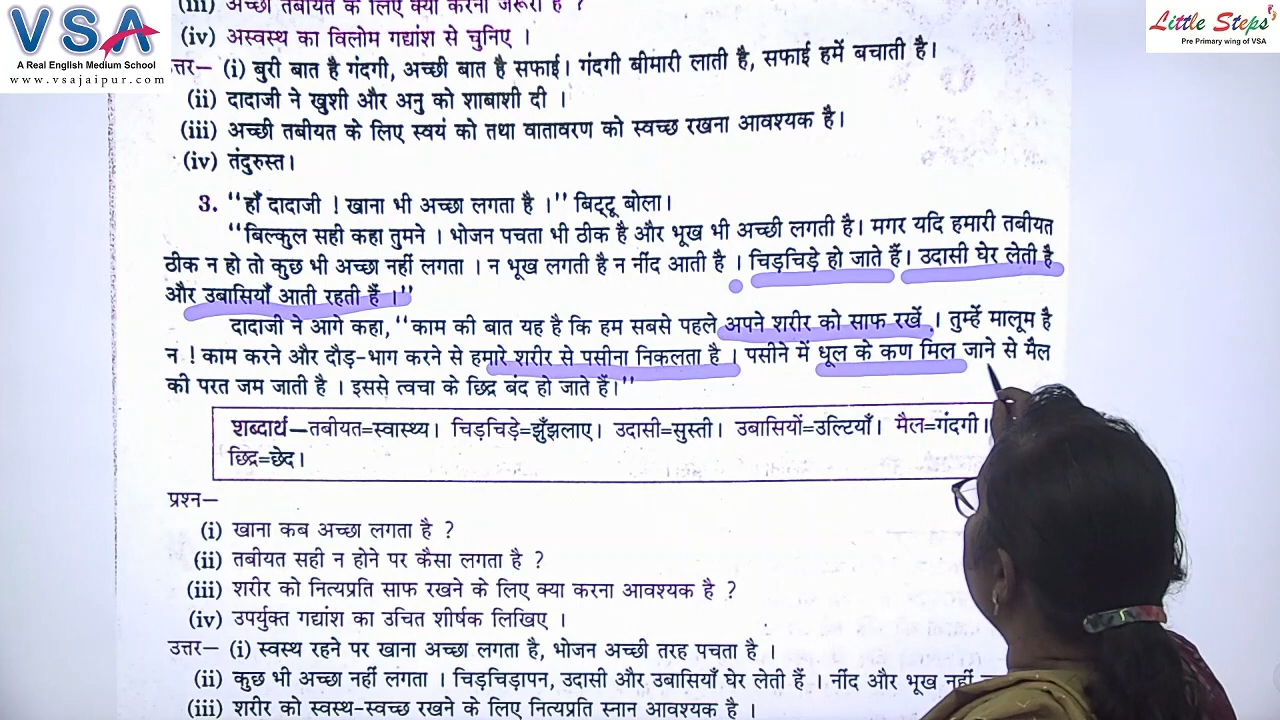 VSA
A Real English Medium School
www.vsajaipur.com
Little Steps
Pre Primary wing of VSA
(iii) अच्छी तबीयत के लिए क्या करना जरूरी है ?
(iv) अस्वस्थ का विलोम गद्यांश से चुनिए ।
त्तर— (i) बुरी बात है गंदगी, अच्छी बात है सफाई। गंदगी बीमारी लाती है, सफाई हमें बचाती है।
(ii) दादाजी ने खुशी और अनु को शाबाशी दी ।
(iii) अच्छी तबीयत के लिए स्वयं को तथा वातावरण को स्वच्छ रखना आवश्यक है।
(iv) तंदुरुस्त।
3. ‘‘हाँ दादाजी ! खाना भी अच्छा लगता है ।’’ बिट्टू बोला।
‘‘बिल्कुल सही कहा तुमने । भोजन पचता भी ठीक है और भूख भी अच्छी लगती है। मगर यदि हमारी तबीयत
ठीक न हो तो कुछ भी अच्छा नहीं लगता । न भूख लगती है न नींद आती है । चिड़चिड़े हो जाते हैं। उदासी घेर लेती है
और उबासियाँ आती रहती हैं ।’’
दादाजी ने आगे कहा, ‘‘काम की बात यह है कि हम सबसे पहले अपने शरीर को साफ रखें । तुम्हें मालूम है
न ! काम करने और दौड़-भाग करने से हमारे शरीर से पसीना निकलता है । पसीने में धूल के कण मिल जाने से मैल
की परत जम जाती है । इससे त्वचा के छिद्र बंद हो जाते हैं।’’
शब्दार्थ—तबीयत=स्वास्थ्य। चिड़चिड़े=झुँझलाए। उदासी=सुस्ती। उबासियों=उल्टियाँ। मैल=गंदगी।
छिद्र=छेद।
प्रश्न—
(i) खाना कब अच्छा लगता है ?
(ii) तबीयत सही न होने पर कैसा लगता है ?
(iii) शरीर को नित्यप्रति साफ रखने के लिए क्या करना आवश्यक है ?
(iv) उपर्युक्त गद्यांश का उचित शीर्षक लिखिए ।
उत्तर— (i) स्वस्थ रहने पर खाना अच्छा लगता है, भोजन अच्छी तरह पचता है ।
(ii) कुछ भी अच्छा नहीं लगता । चिड़चिड़ापन, उदासी और उबासियाँ घेर लेती हैं । नींद और भूख नहीं
(iii) शरीर को स्वस्थ-स्वच्छ रखने के लिए नित्यप्रति स्नान आवश्यक है ।